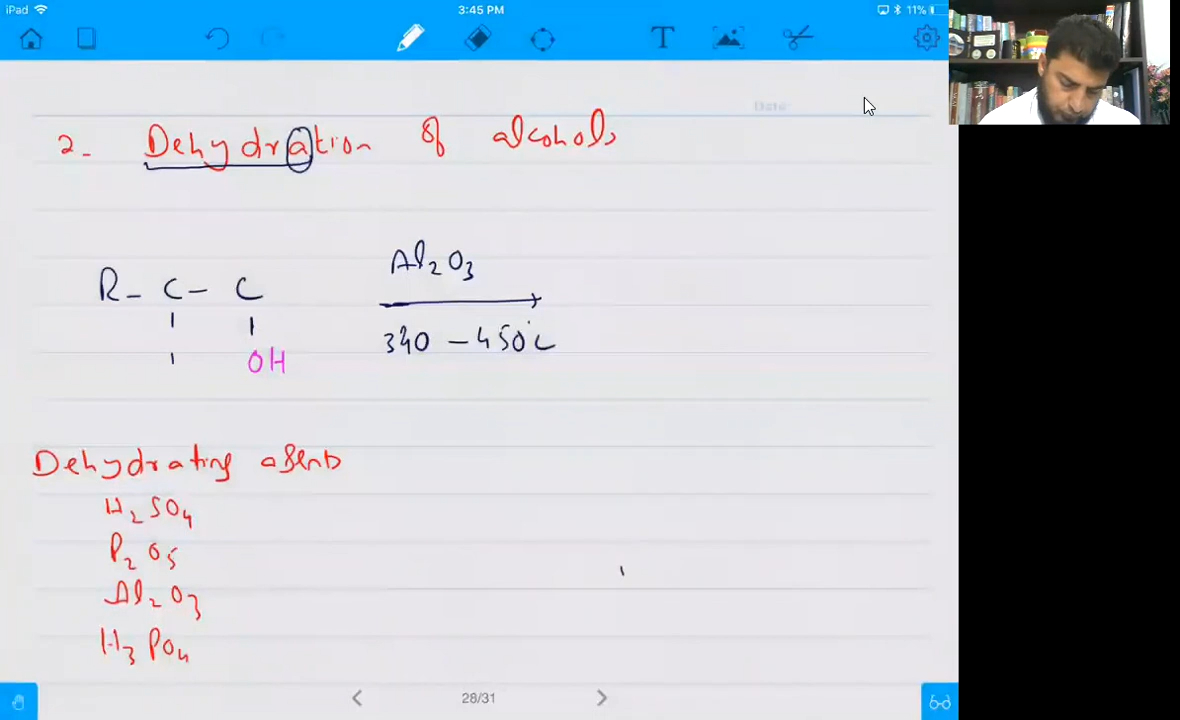 iPad 3:45 PM 11%
T
Date:
2. Dehydration of alcohols
Al2O3
R - C - C
340 - 450°C
OH
Dehydrating agents
H2SO4
P2O5
Al2O3
H3PO4
28/31